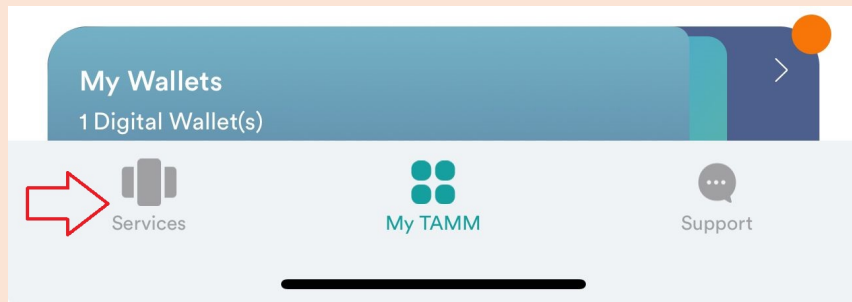 My Wallets
1 Digital Wallet(s)
Services
My TAMM
Support